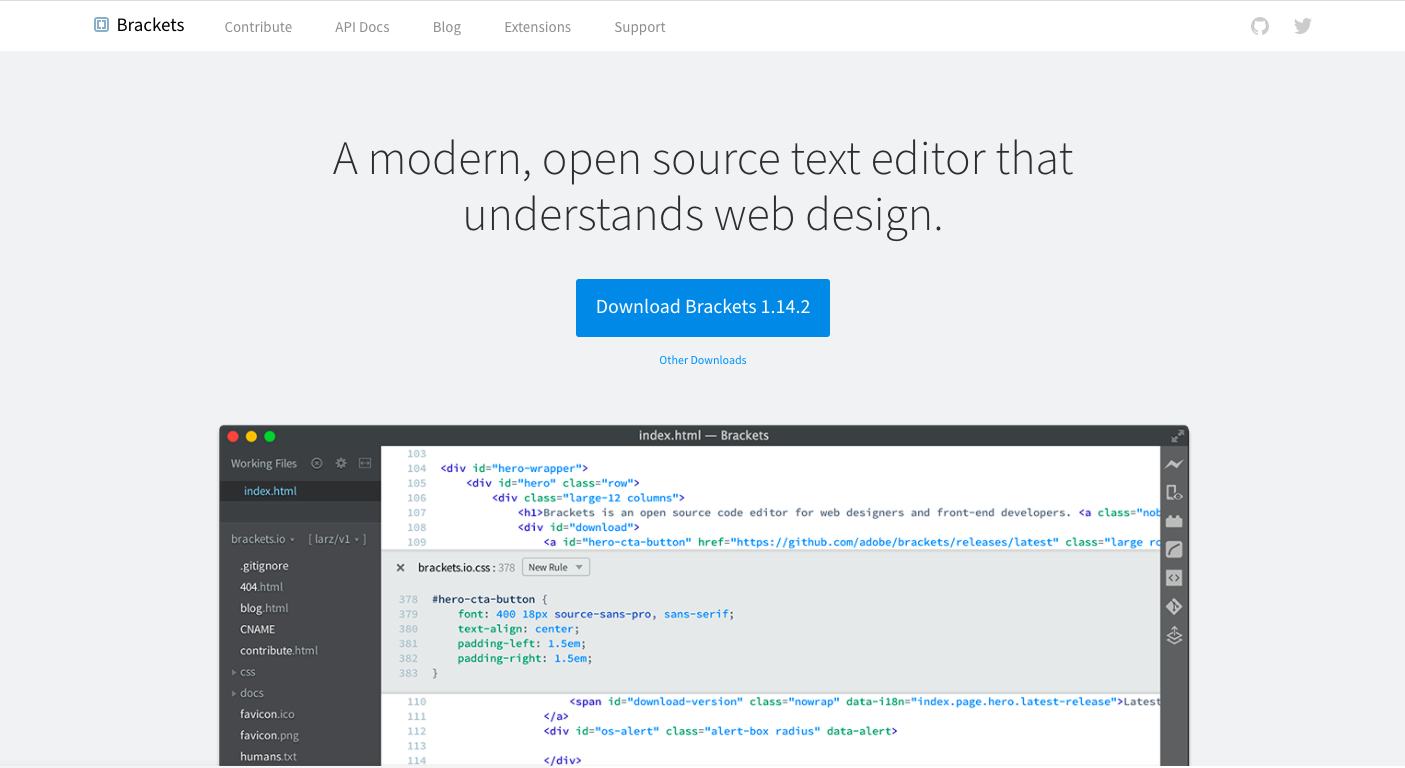 Brackets Contribute API Docs Blog Extensions Support
A modern, open source text editor that
understands web design.
Download Brackets 1.14.2
Other Downloads
index.html — Brackets
Working Files
index.html
brackets.io [ larz/v1 ]
.gitignore
404.html
blog.html
CNAME
contribute.html
css
docs
favicon.ico
favicon.png
humans.txt
103
104 <div id="hero-wrapper">
105 <div id="hero" class="row">
106 <div class="large-12 columns">
107 <h1>Brackets is an open source code editor for web designers and front-end developers. <a class="nob
108 <div id="download">
109 <a id="hero-cta-button" href="https://github.com/adobe/brackets/releases/latest" class="large ro
× brackets.io.css : 378 New Rule
378 #hero-cta-button {
379 font: 400 18px source-sans-pro, sans-serif;
380 text-align: center;
381 padding-left: 1.5em;
382 padding-right: 1.5em;
383 }
110 <span id="download-version" class="nowrap" data-i18n="index.page.hero.latest-release">Latest
111 </a>
112 <div id="os-alert" class="alert-box radius" data-alert>
113
114 </div>